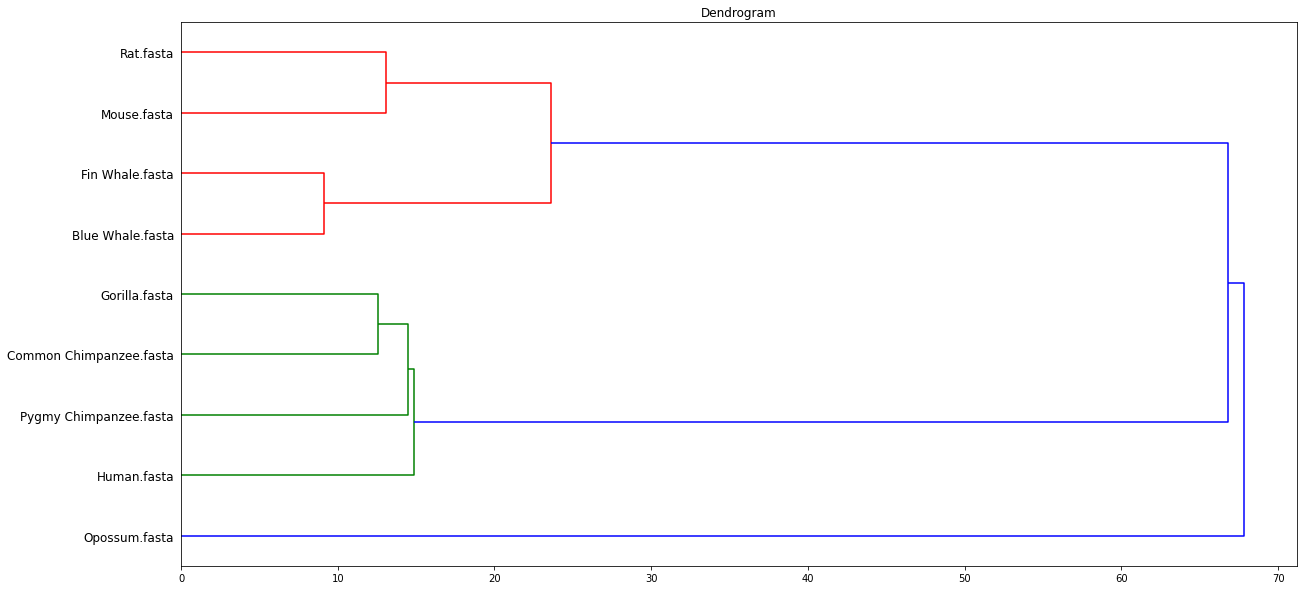 Dendrogram
Rat.fasta
Mouse.fasta
Fin Whale.fasta
Blue Whale.fasta
Gorilla.fasta
Common Chimpanzee.fasta
Pygmy Chimpanzee.fasta
Human.fasta
Opossum.fasta
0 10 20 30 40 50 60 70